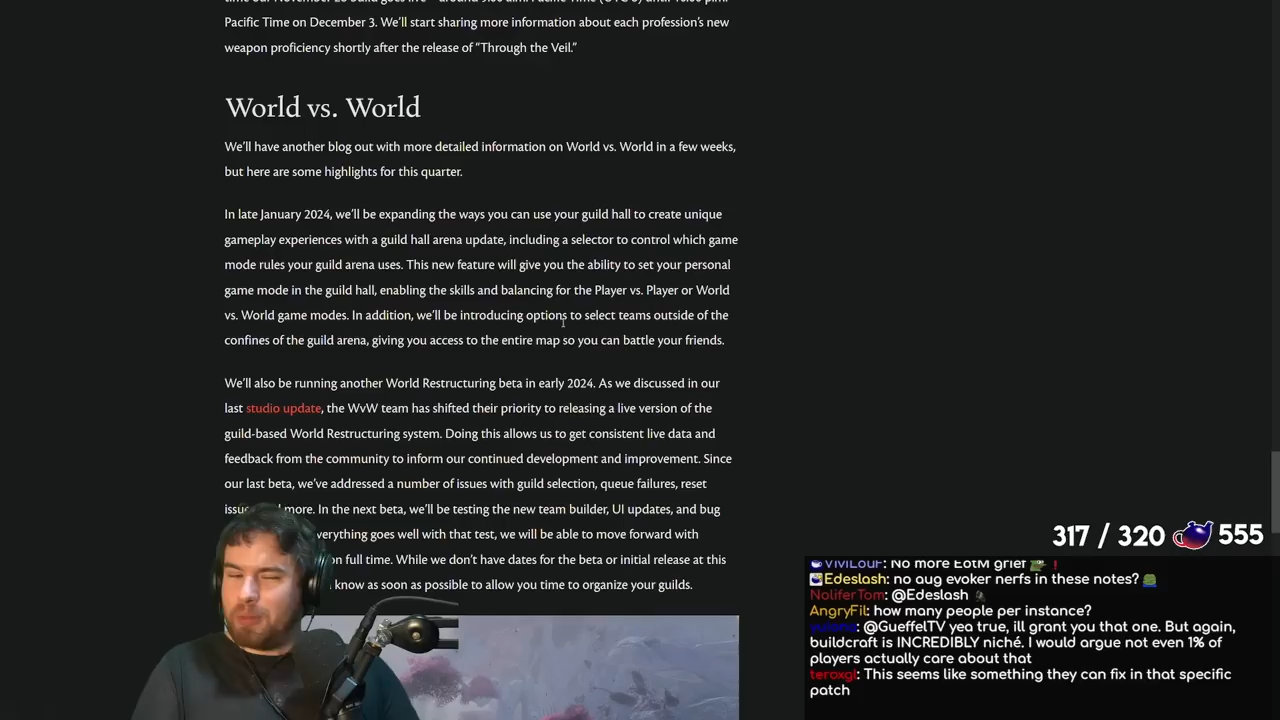 Pacific Time on December 3. We'll start sharing more information about each profession's new
weapon proficiency shortly after the release of “Through the Veil.”
World vs. World
We'll have another blog out with more detailed information on World vs. World in a few weeks,
but here are some highlights for this quarter.
In late January 2024, we'll be expanding the ways you can use your guild hall to create unique
gameplay experiences with a guild hall arena update, including a selector to control which game
mode rules your guild arena uses. This new feature will give you the ability to set your personal
game mode in the guild hall, enabling the skills and balancing for the Player vs. Player or World
vs. World game modes. In addition, we'll be introducing options to select teams outside of the
confines of the guild arena, giving you access to the entire map so you can battle your friends.
We'll also be running another World Restructuring beta in early 2024. As we discussed in our
last studio update, the WvW team has shifted their priority to releasing a live version of the
guild-based World Restructuring system. Doing this allows us to get consistent live data and
feedback from the community to inform our continued development and improvement. Since
our last beta, we've addressed a number of issues with guild selection, queue failures, reset
more. In the next beta, we'll be testing the new team builder, UI updates, and bug
everything goes well with that test, we will be able to move forward with
on full time. While we don't have dates for the beta or initial release at this
know as soon as possible to allow you time to organize your guilds.
317 / 320 555
ViViLouF: No more EotM grief
Edeslash: no aug evoker nerfs in these notes?
NoliferTom: @Edeslash
AngryFil: how many people per instance?
@GueffelTV yea true, ill grant you that one. But again,
buildcraft is INCREDIBLY niché. I would argue not even 1% of
players actually care about that
teroxgl: This seems like something they can fix in that specific
patch